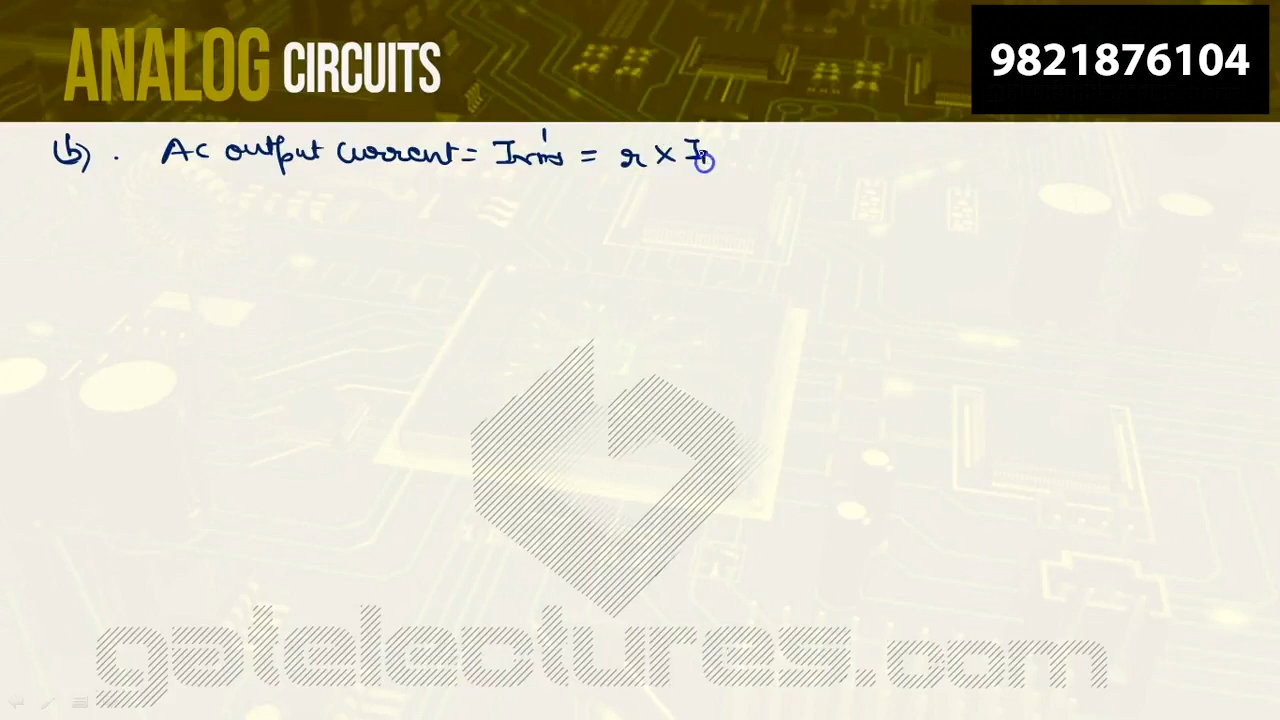 ANALOG CIRCUITS
9821876104
(b). AC output current = I'rms = r × I
gatelectures.com